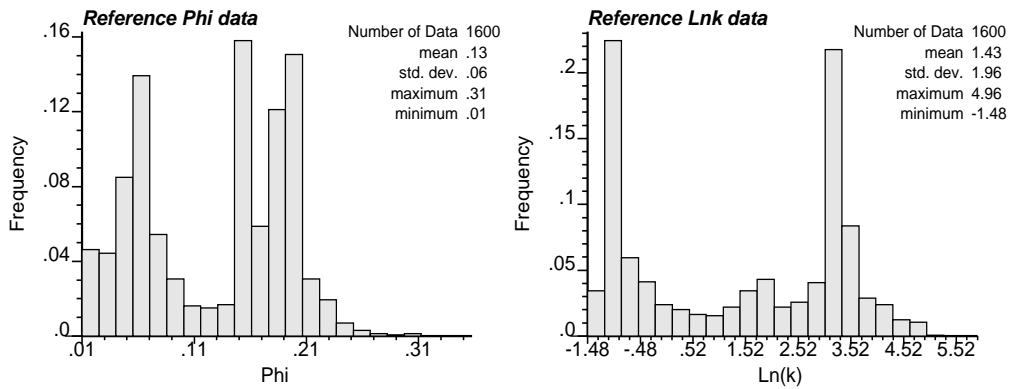 Reference Phi data
Number of Data 1600
mean .13
std. dev. .06
maximum .31
minimum .01
Frequency
.16
.12
.08
.04
.0
.01 .11 .21 .31
Phi
Reference Lnk data
Number of Data 1600
mean 1.43
std. dev. 1.96
maximum 4.96
minimum -1.48
Frequency
.2
.15
.1
.05
.0
-1.48 -.48 .52 1.52 2.52 3.52 4.52 5.52
Ln(k)